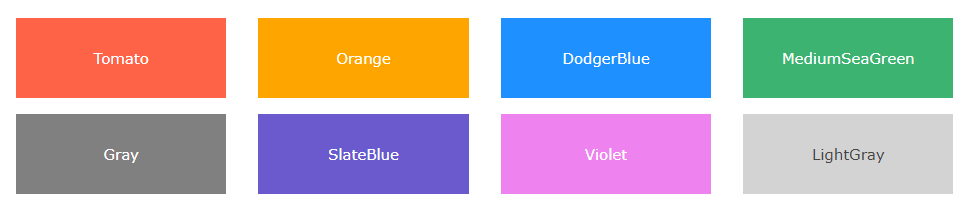 Tomato
Orange
DodgerBlue
MediumSeaGreen
Gray
SlateBlue
Violet
LightGray